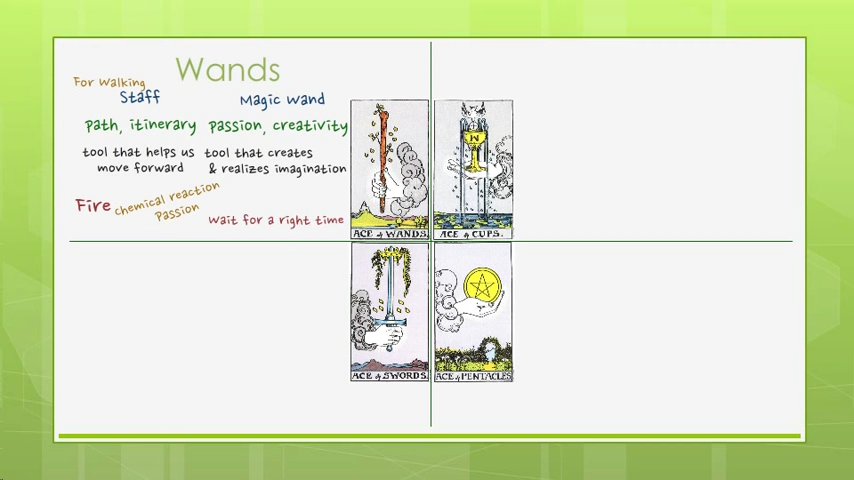 Wands
For Walking
Staff
Magic Wand
path, itinerary
passion, creativity
tool that helps us
move forward
tool that creates
& realizes imagination
Fire
chemical reaction
Passion
Wait for a right time
ACE of WANDS.
ACE of CUPS.
ACE of SWORDS.
ACE of PENTACLES